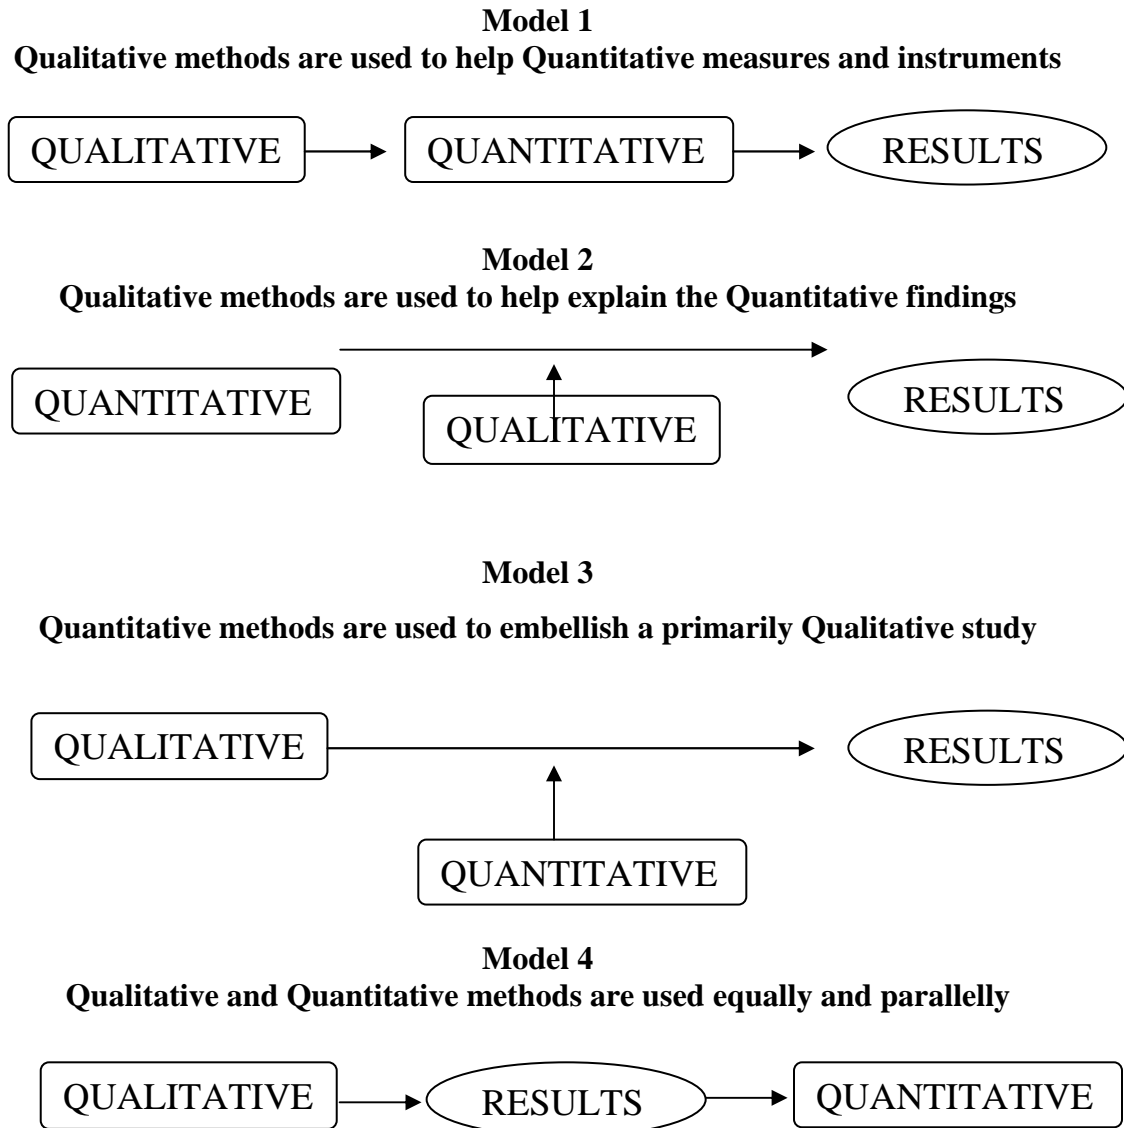 Model 1
Qualitative methods are used to help Quantitative measures and instruments
QUALITATIVE
QUANTITATIVE
RESULTS
Model 2
Qualitative methods are used to help explain the Quantitative findings
QUANTITATIVE
QUALITATIVE
RESULTS
Model 3
Quantitative methods are used to embellish a primarily Qualitative study
QUALITATIVE
RESULTS
QUANTITATIVE
Model 4
Qualitative and Quantitative methods are used equally and parallelly
QUALITATIVE
RESULTS
QUANTITATIVE